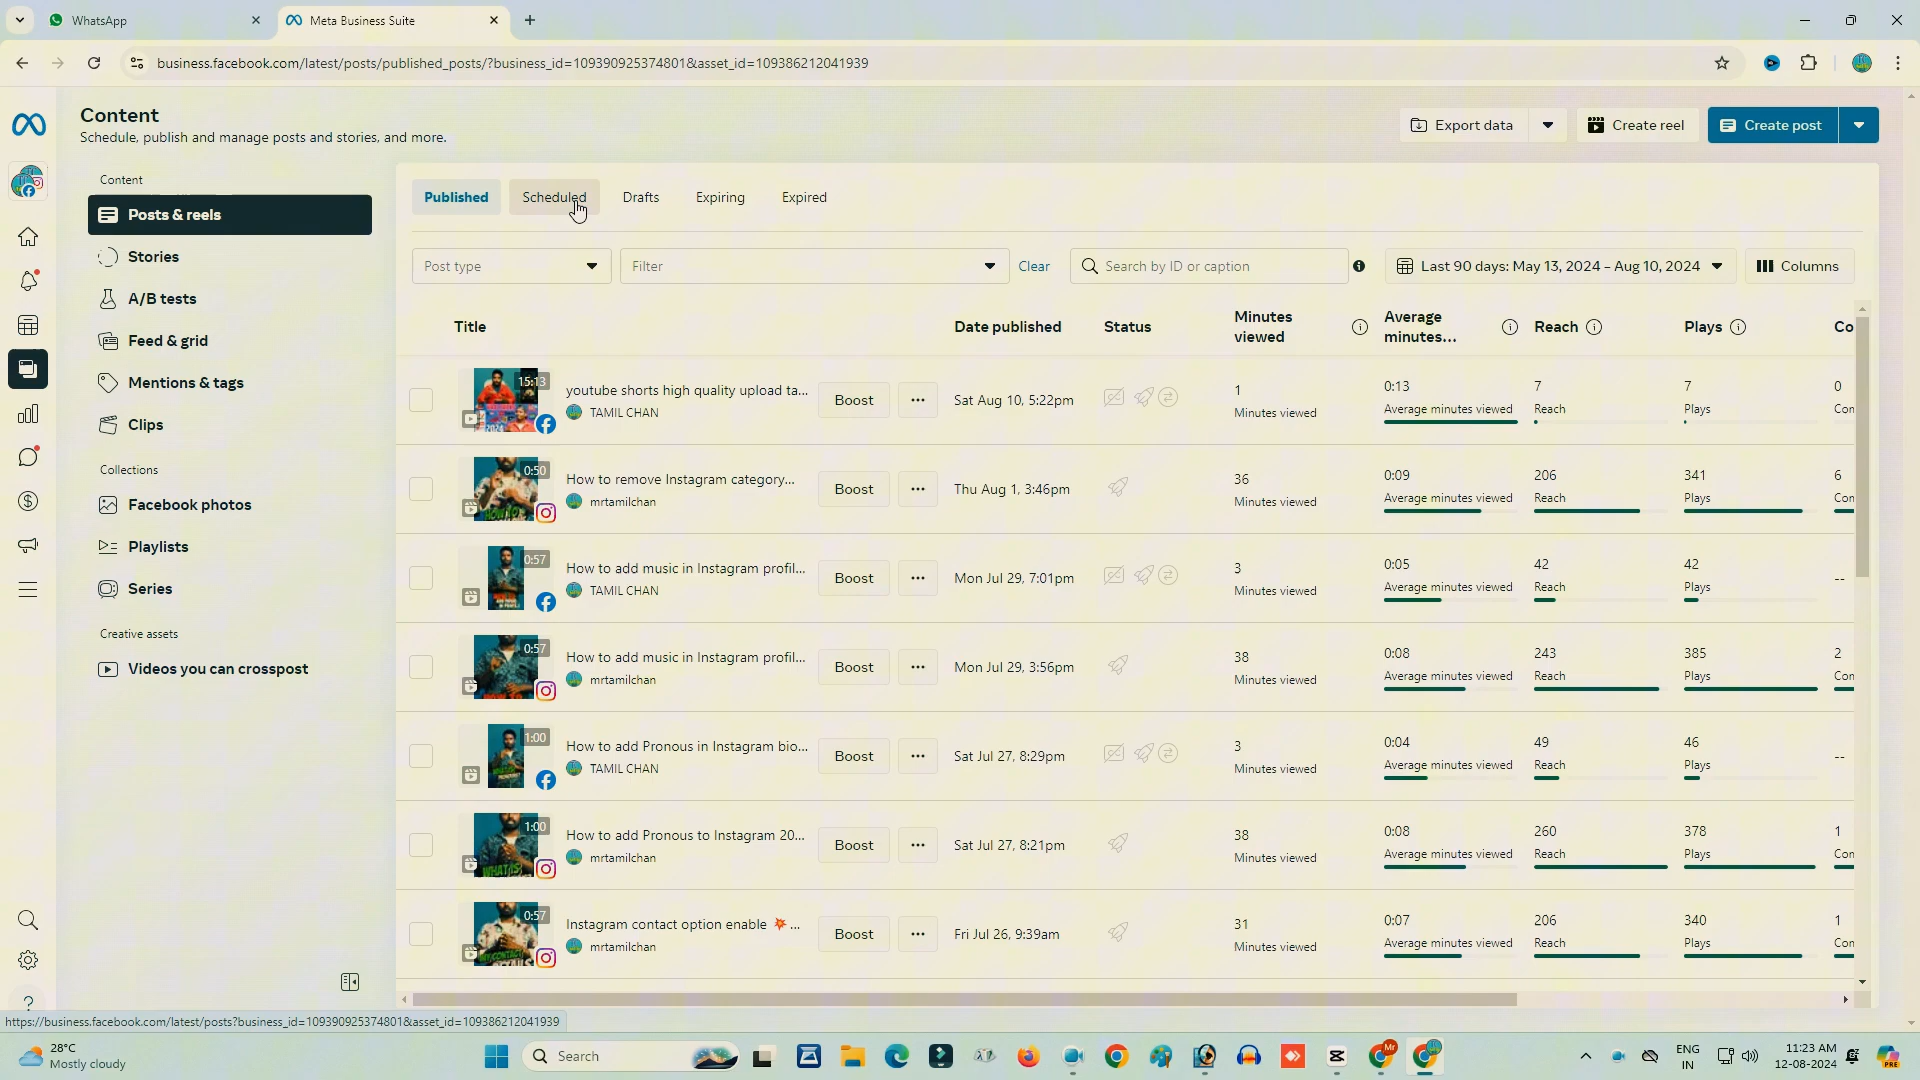 WhatsApp
Meta Business Suite
business.facebook.com/latest/posts/published_posts/?business_id=109390925374801&asset_id=109386212041939
Content
Schedule, publish and manage posts and stories, and more.
Export data
Create reel
Create post
Content
Posts & reels
Stories
A/B tests
Feed & grid
Mentions & tags
Clips
Collections
Facebook photos
Playlists
Series
Creative assets
Videos you can crosspost
Published
Scheduled
Drafts
Expiring
Expired
Post type
Filter
Clear
Search by ID or caption
Last 90 days: May 13, 2024 – Aug 10, 2024
Columns
Title
Date published
Status
Minutes
viewed
Average
minutes...
Reach
Plays
Co
15:13
youtube shorts high quality upload ta...
TAMIL CHAN
Boost
Sat Aug 10, 5:22pm
1
Minutes viewed
0:13
Average minutes viewed
7
Reach
7
Plays
0
Con
0:50
How to remove Instagram category...
mrtamilchan
Boost
Thu Aug 1, 3:46pm
36
Minutes viewed
0:09
Average minutes viewed
206
Reach
341
Plays
6
Con
0:57
How to add music in Instagram profil...
TAMIL CHAN
Boost
Mon Jul 29, 7:01pm
3
Minutes viewed
0:05
Average minutes viewed
42
Reach
42
Plays
--
0:57
How to add music in Instagram profil...
mrtamilchan
Boost
Mon Jul 29, 3:56pm
38
Minutes viewed
0:08
Average minutes viewed
243
Reach
385
Plays
2
Con
1:00
How to add Pronous in Instagram bio...
TAMIL CHAN
Boost
Sat Jul 27, 8:29pm
3
Minutes viewed
0:04
Average minutes viewed
49
Reach
46
Plays
--
1:00
WHAT IS
How to add Pronous to Instagram 20...
mrtamilchan
Boost
Sat Jul 27, 8:21pm
38
Minutes viewed
0:08
Average minutes viewed
260
Reach
378
Plays
1
Con
0:57
Instagram contact option enable 💥 ...
mrtamilchan
Boost
Fri Jul 26, 9:39am
31
Minutes viewed
0:07
Average minutes viewed
206
Reach
340
Plays
1
Con
https://business.facebook.com/latest/posts?business_id=109390925374801&asset_id=109386212041939
28°C
Mostly cloudy
Search
Mr
ENG
IN
11:23 AM
12-08-2024
PRE